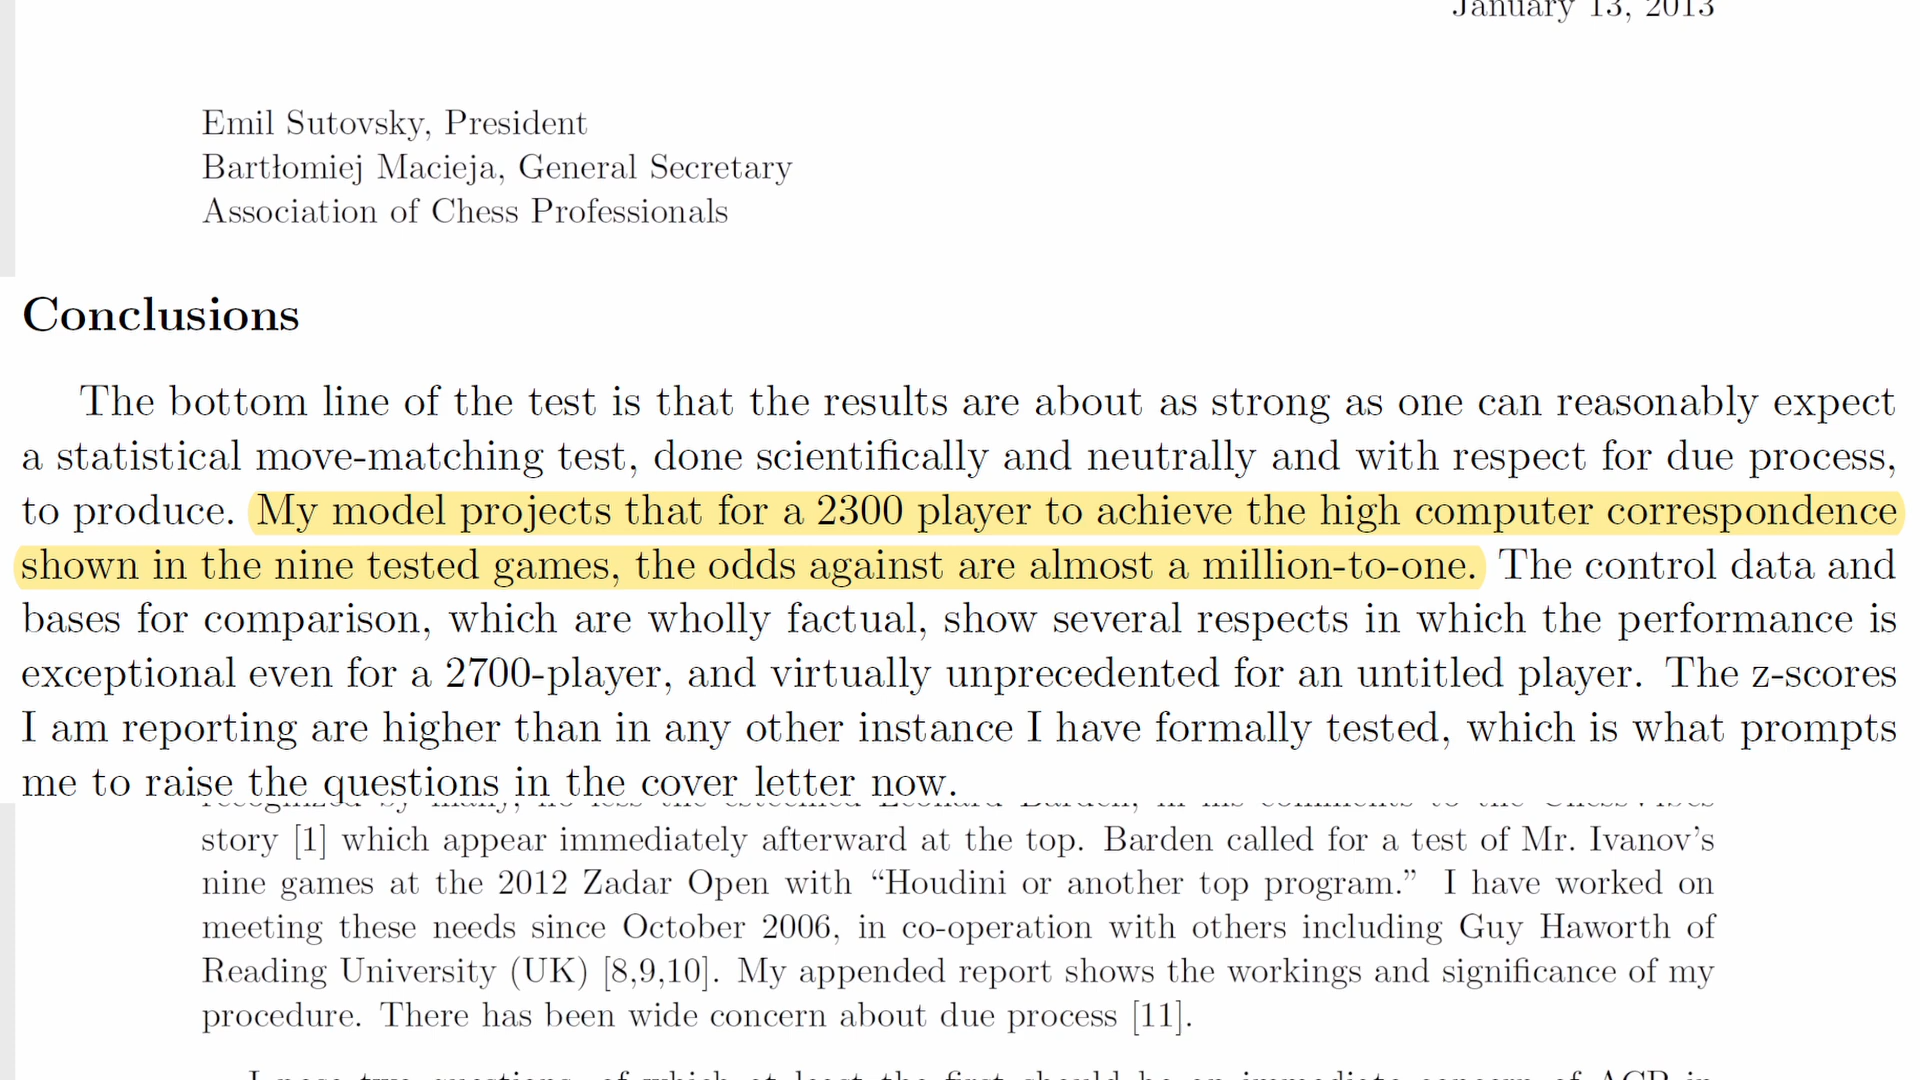 January 13, 2013
Emil Sutovsky, President
Bartłomiej Macieja, General Secretary
Association of Chess Professionals
Conclusions
The bottom line of the test is that the results are about as strong as one can reasonably expect
a statistical move-matching test, done scientifically and neutrally and with respect for due process,
to produce. My model projects that for a 2300 player to achieve the high computer correspondence
shown in the nine tested games, the odds against are almost a million-to-one. The control data and
bases for comparison, which are wholly factual, show several respects in which the performance is
exceptional even for a 2700-player, and virtually unprecedented for an untitled player. The z-scores
I am reporting are higher than in any other instance I have formally tested, which is what prompts
me to raise the questions in the cover letter now.
story [1] which appear immediately afterward at the top. Barden called for a test of Mr. Ivanov's
nine games at the 2012 Zadar Open with “Houdini or another top program.” I have worked on
meeting these needs since October 2006, in co-operation with others including Guy Haworth of
Reading University (UK) [8,9,10]. My appended report shows the workings and significance of my
procedure. There has been wide concern about due process [11].